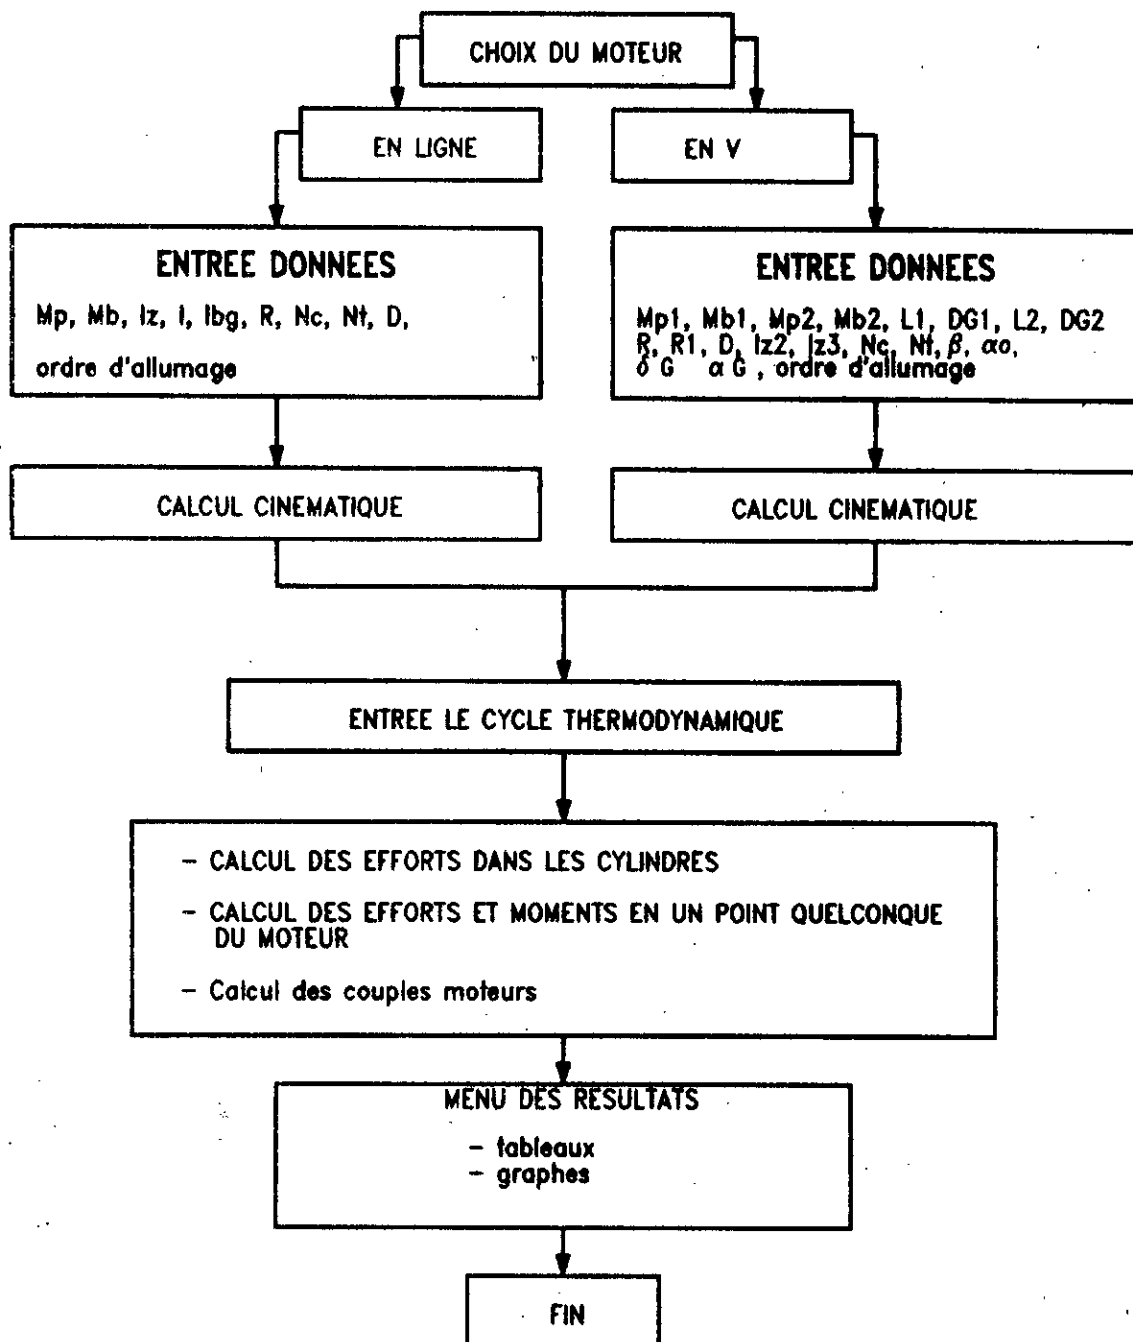 CHOIX DU MOTEUR
EN LIGNE
EN V
ENTREE DONNEES
Mp, Mb, Iz, I, Ibg, R, Nc, Nt, D,
ordre d'allumage
ENTREE DONNEES
Mp1, Mb1, Mp2, Mb2, L1, DG1, L2, DG2
R, R1, D, Iz2, Iz3, Nc, Nt, β, αo,
δ G α G , ordre d'allumage
CALCUL CINEMATIQUE
CALCUL CINEMATIQUE
ENTREE LE CYCLE THERMODYNAMIQUE
- CALCUL DES EFFORTS DANS LES CYLINDRES
- CALCUL DES EFFORTS ET MOMENTS EN UN POINT QUELCONQUE
DU MOTEUR
- Calcul des couples moteurs
MENU DES RESULTATS
- tableaux
- graphes
FIN